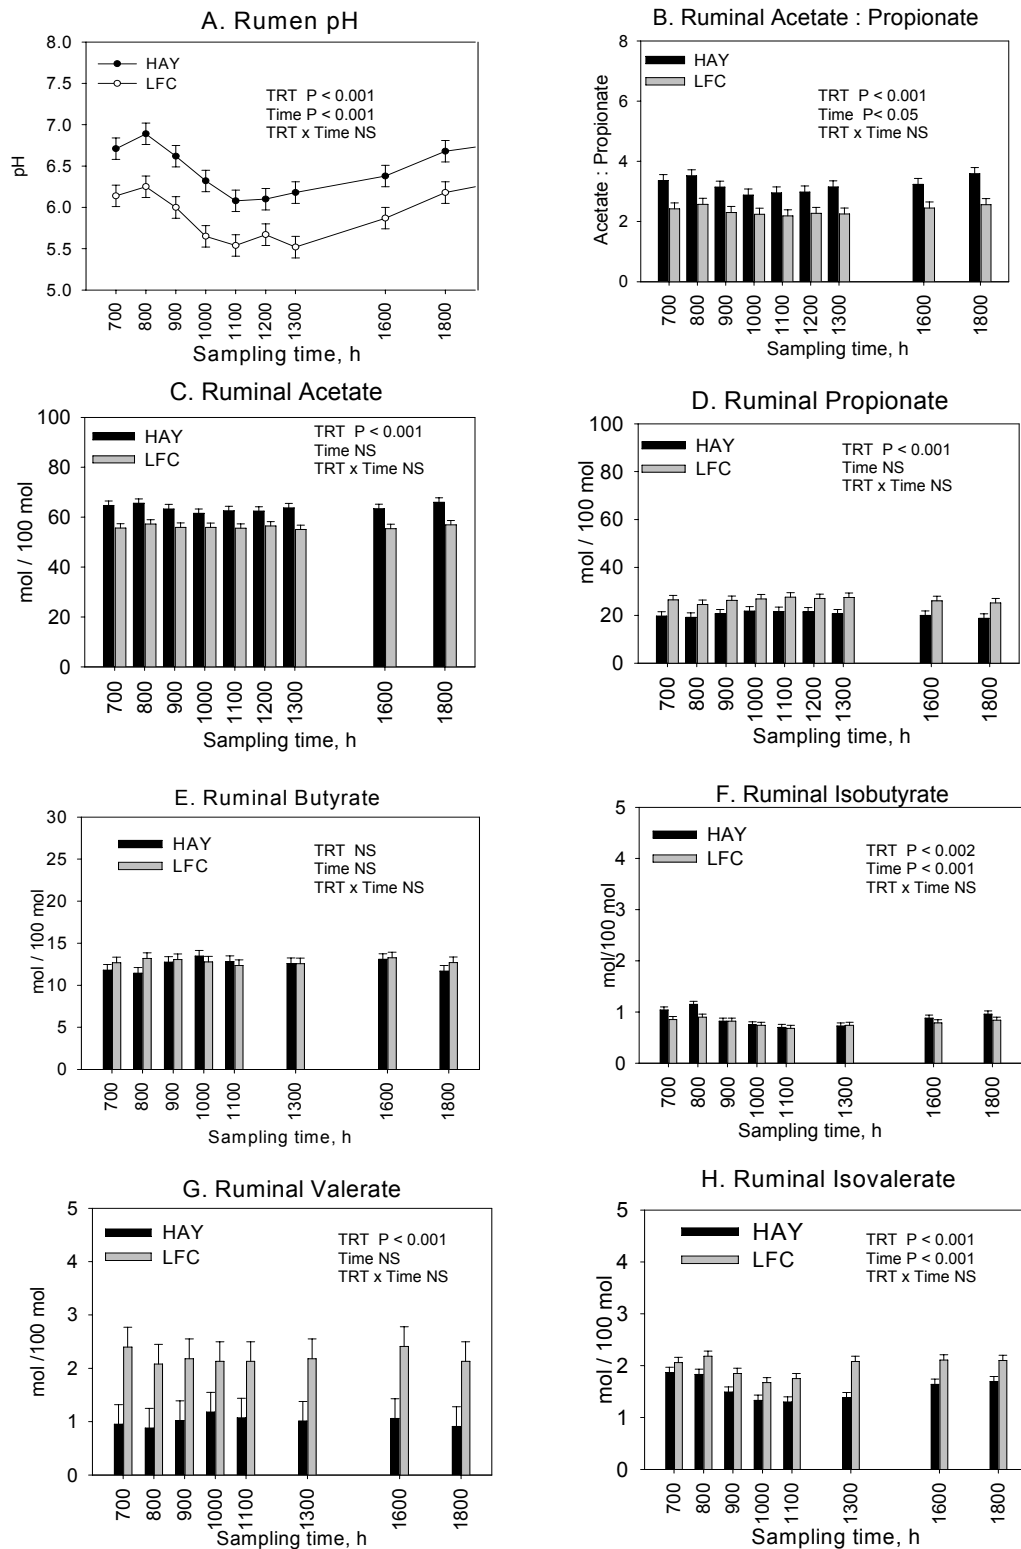 A. Rumen pH
8.0
7.5
7.0
6.5
6.0
5.5
5.0
pH
HAY
LFC
TRT P < 0.001
Time P < 0.001
TRT x Time NS
700
800
900
1000
1100
1200
1300
1600
1800
Sampling time, h
B. Ruminal Acetate : Propionate
8
6
4
2
0
Acetate : Propionate
HAY
LFC
TRT P < 0.001
Time P< 0.05
TRT x Time NS
700
800
900
1000
1100
1200
1300
1600
1800
Sampling time, h
C. Ruminal Acetate
100
80
60
40
20
0
mol / 100 mol
HAY
LFC
TRT P < 0.001
Time NS
TRT x Time NS
700
800
900
1000
1100
1200
1300
1600
1800
Sampling time, h
D. Ruminal Propionate
100
80
60
40
20
0
mol / 100 mol
HAY
LFC
TRT P < 0.001
Time NS
TRT x Time NS
700
800
900
1000
1100
1200
1300
1600
1800
Sampling time, h
E. Ruminal Butyrate
30
25
20
15
10
5
0
mol / 100 mol
HAY
LFC
TRT NS
Time NS
TRT x Time NS
700
800
900
1000
1100
1300
1600
1800
Sampling time, h
F. Ruminal Isobutyrate
5
4
3
2
1
0
mol/100 mol
HAY
LFC
TRT P < 0.002
Time P < 0.001
TRT x Time NS
700
800
900
1000
1100
1300
1600
1800
Sampling time, h
G. Ruminal Valerate
5
4
3
2
1
0
mol /100 mol
HAY
LFC
TRT P < 0.001
Time NS
TRT x Time NS
700
800
900
1000
1100
1300
1600
1800
Sampling time, h
H. Ruminal Isovalerate
5
4
3
2
1
0
mol / 100 mol
HAY
LFC
TRT P < 0.001
Time P < 0.001
TRT x Time NS
700
800
900
1000
1100
1300
1600
1800
Sampling time, h